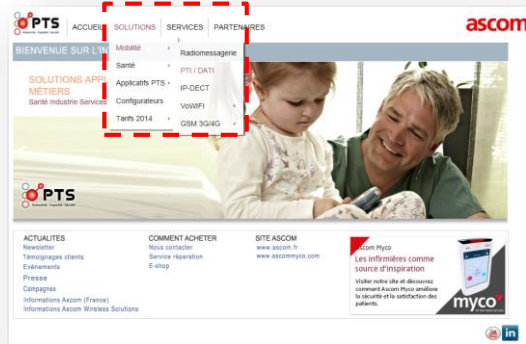 PTS
ACCUEIL SOLUTIONS SERVICES PARTENAIRES
ascom
BIENVENUE SUR L'IN
Mobilité
Santé
Applicatifs PTS
Configurateurs
Tarifs 2014
Radiomessagerie
PTI / DATI
IP-DECT
VoWIFI
GSM 3G/4G
SOLUTIONS APPL
MÉTIERS
Santé Industrie Services
PTS
ACTUALITES
Newsletter
Témoignages clients
Evènements
Presse
Campagnes
Informations Ascom (France)
Informations Ascom Wireless Solutions
COMMENT ACHETER
Nous contacter
Service réparation
E-shop
SITE ASCOM
www.ascom.fr
www.ascommyco.com
Ascom Myco
Les infirmières comme
source d'inspiration
Visiter notre site et découvrez
comment Ascom Myco améliore
la sécurité et la satisfaction des
patients.
myco
in